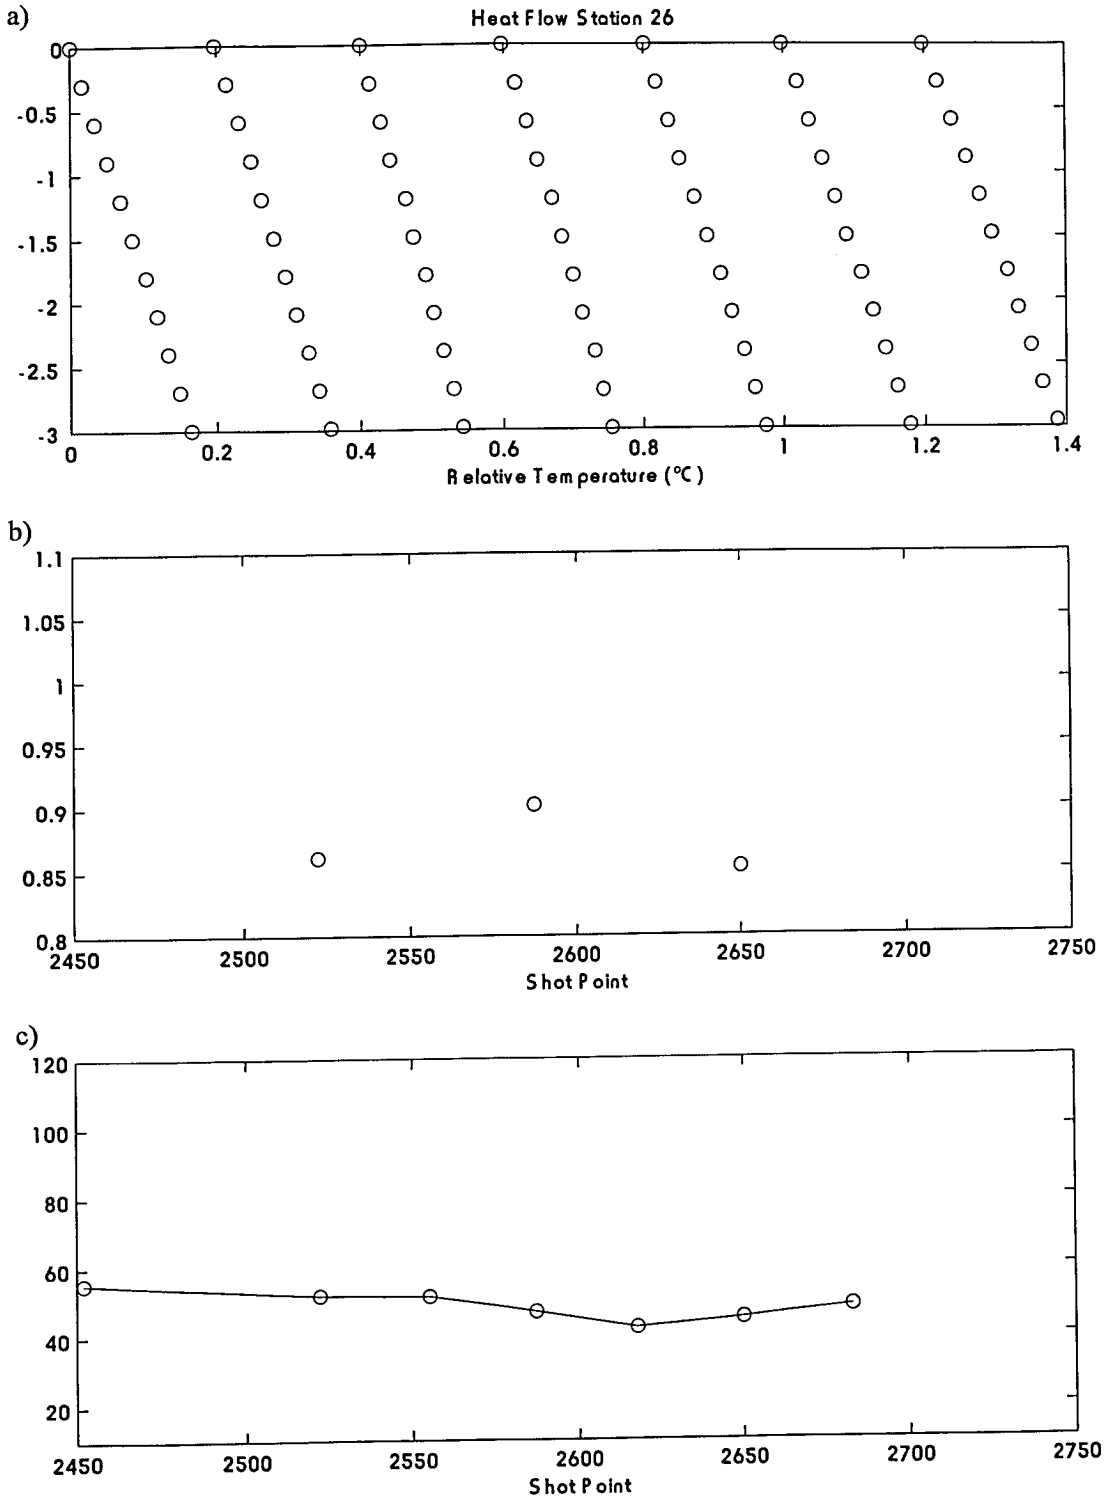 a)
Heat Flow Station 26
0
-0.5
-1
-1.5
-2
-2.5
-3
0 0.2 0.4 0.6 0.8 1 1.2 1.4
Relative Temperature (°C)
b)
1.1
1.05
1
0.95
0.9
0.85
0.8
2450 2500 2550 2600 2650 2700 2750
Shot Point
c)
120
100
80
60
40
20
2450 2500 2550 2600 2650 2700 2750
Shot Point